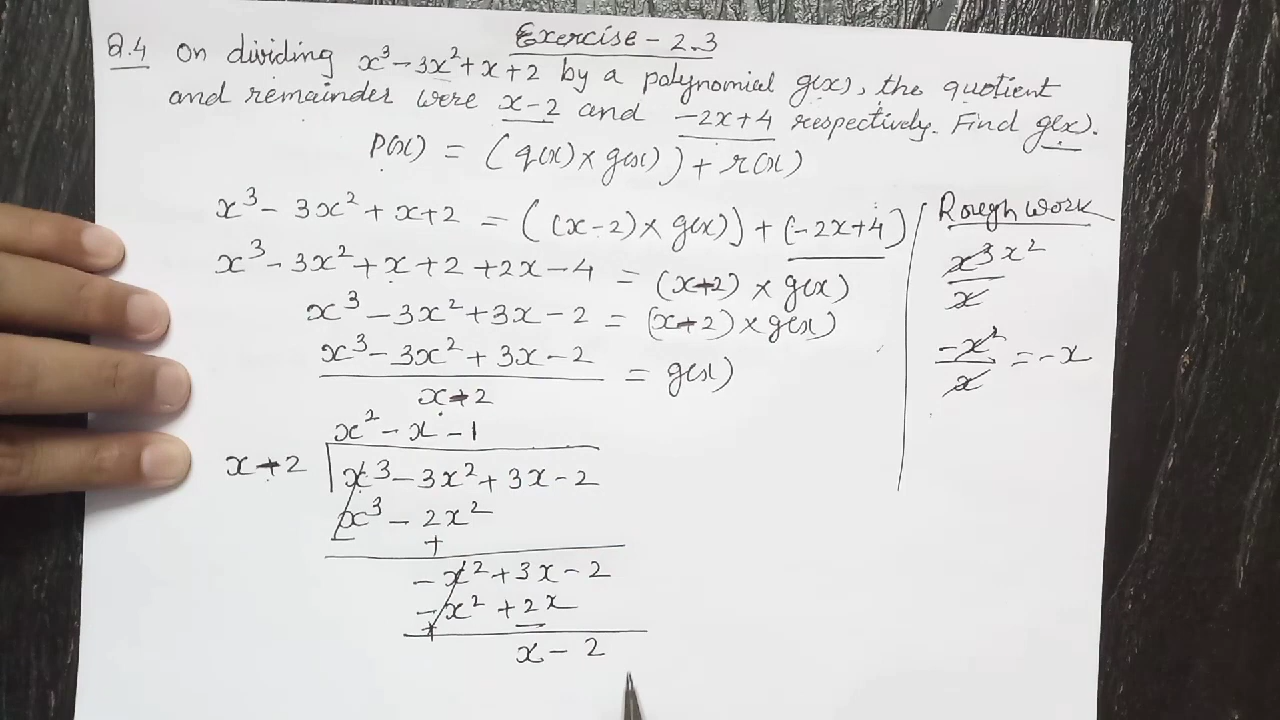 Exercise - 2.3
Q.4 On dividing x³ - 3x² + x + 2 by a polynomial g(x), the quotient
and remainder were x - 2 and -2x + 4 respectively. Find g(x).
P(x) = (q(x) × g(x)) + r(x)
x³ - 3x² + x + 2 = ((x - 2) × g(x)) + (-2x + 4)
x³ - 3x² + x + 2 + 2x - 4 = (x - 2) × g(x)
x³ - 3x² + 3x - 2 = (x - 2) × g(x)
x³ - 3x² + 3x - 2 = g(x)
x - 2
x² - x - 1
x - 2 x³ - 3x² + 3x - 2
x³ - 2x²
- +
- x² + 3x - 2
- x² + 2x
+ -
x - 2
Rough work
x³ x²
x
-x² = -x
x